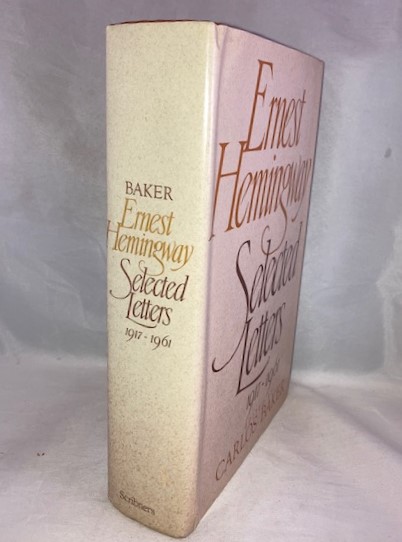 BAKER
Ernest
Hemingway
Selected
Letters
1917-1961
Scribners
Ernest
Hemingway
Selected
Letters
1917-1961
CARLOS BAKER